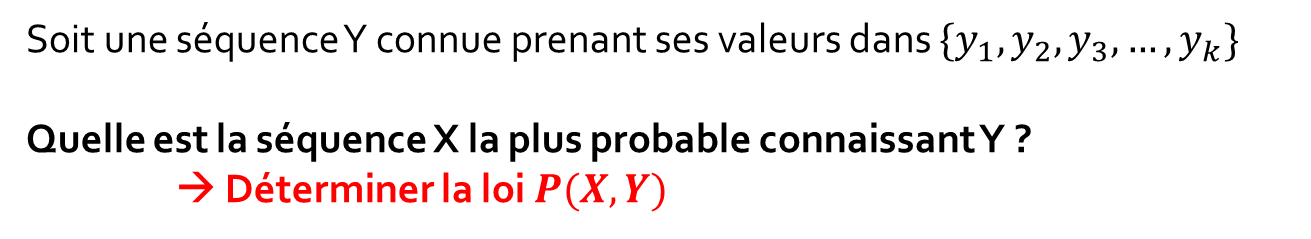 Soit une séquence Y connue prenant ses valeurs dans {y₁, y₂, y₃, … , yₖ}
Quelle est la séquence X la plus probable connaissant Y ?
→ Déterminer la loi P(X, Y)